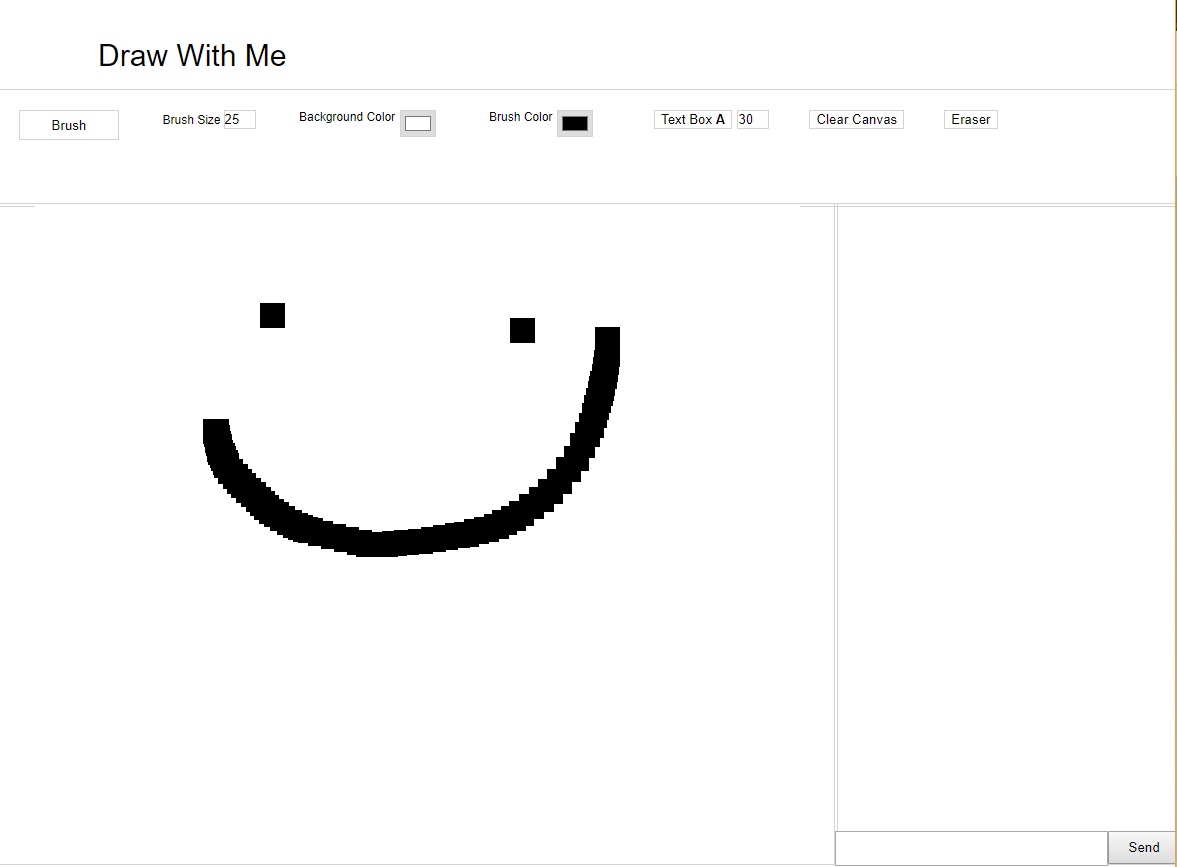 Draw With Me
Brush
Brush Size 25
Background Color
Brush Color
Text Box A 30
Clear Canvas
Eraser
Send